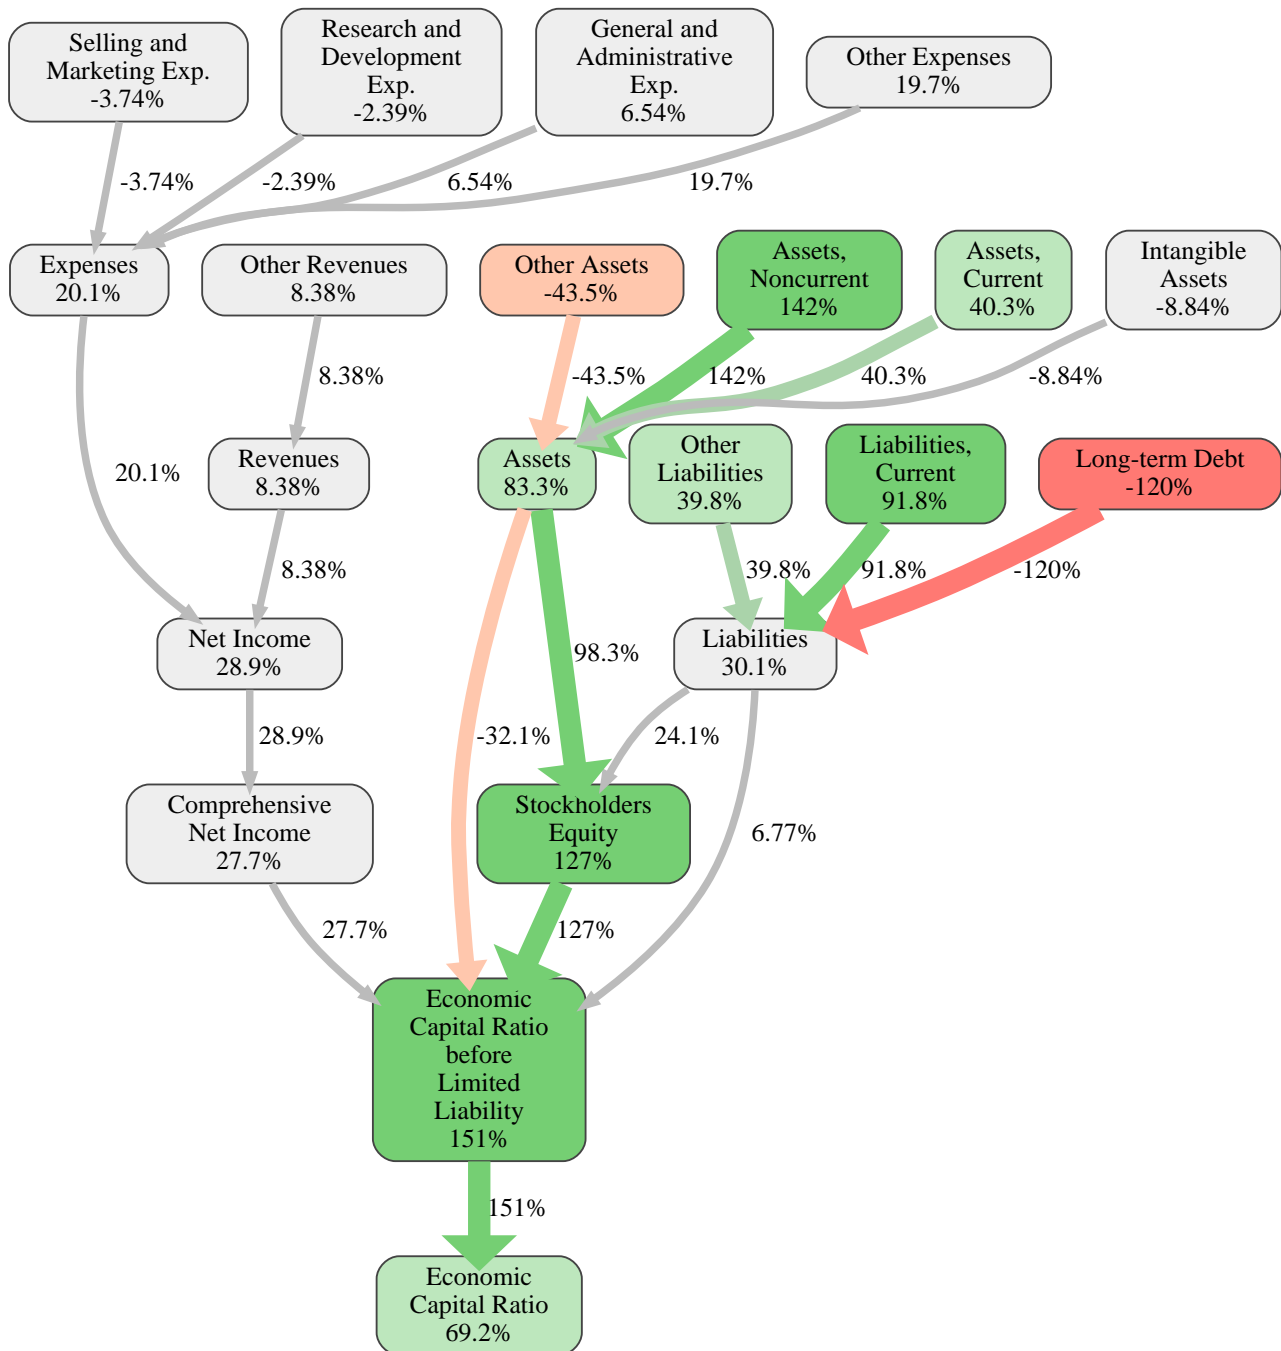 Selling and
Marketing Exp.
-3.74%
Research and
Development
Exp.
-2.39%
General and
Administrative
Exp.
6.54%
Other Expenses
19.7%
-3.74%
-2.39%
6.54%
19.7%
Expenses
20.1%
Other Revenues
8.38%
Other Assets
-43.5%
Assets,
Noncurrent
142%
Assets,
Current
40.3%
Intangible
Assets
-8.84%
8.38%
-43.5%
142%
40.3%
-8.84%
20.1%
Revenues
8.38%
Assets
83.3%
Other
Liabilities
39.8%
Liabilities,
Current
91.8%
Long-term Debt
-120%
8.38%
39.8%
91.8%
-120%
Net Income
28.9%
98.3%
Liabilities
30.1%
28.9%
-32.1%
24.1%
Comprehensive
Net Income
27.7%
Stockholders
Equity
127%
6.77%
27.7%
127%
Economic
Capital Ratio
before
Limited
Liability
151%
151%
Economic
Capital Ratio
69.2%